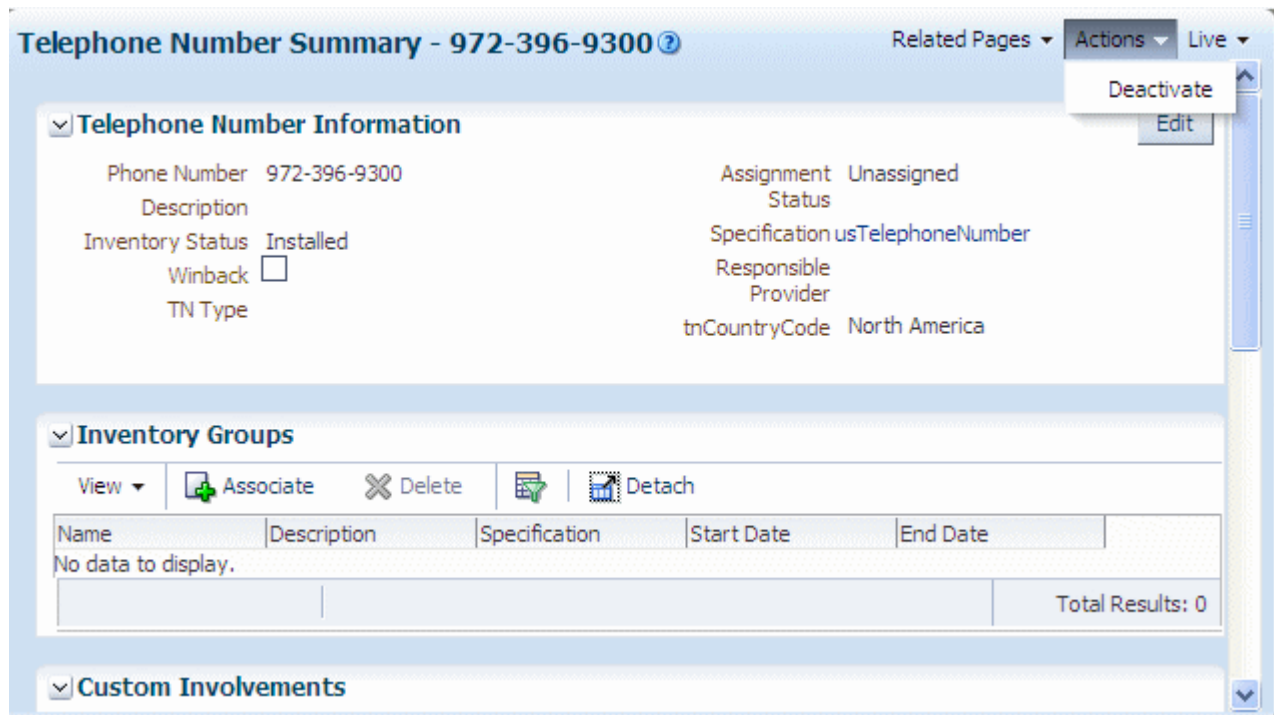 Telephone Number Summary - 972-396-9300
Related Pages Actions Live
Deactivate
Telephone Number Information
Edit
Phone Number 972-396-9300
Description
Inventory Status Installed
Winback
TN Type
Assignment
Status
Unassigned
Specification usTelephoneNumber
Responsible
Provider
tnCountryCode North America
Inventory Groups
View Associate Delete Detach
Name Description Specification Start Date End Date
No data to display.
Total Results: 0
Custom Involvements